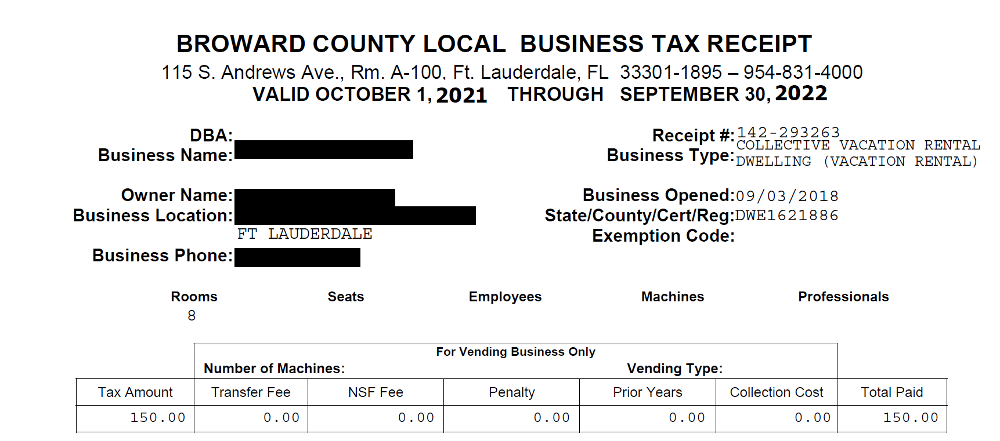 BROWARD COUNTY LOCAL BUSINESS TAX RECEIPT
115 S. Andrews Ave., Rm. A-100, Ft. Lauderdale, FL 33301-1895 – 954-831-4000
VALID OCTOBER 1, 2021 THROUGH SEPTEMBER 30, 2022
DBA:
Business Name:
Receipt #: 142-293263
Business Type: COLLECTIVE VACATION RENTAL
DWELLING (VACATION RENTAL)
Owner Name:
Business Location:
FT LAUDERDALE
Business Phone:
Business Opened: 09/03/2018
State/County/Cert/Reg: DWE1621886
Exemption Code:
Rooms Seats Employees Machines Professionals
8
For Vending Business Only
Number of Machines: Vending Type:
Tax Amount Transfer Fee NSF Fee Penalty Prior Years Collection Cost Total Paid
150.00 0.00 0.00 0.00 0.00 0.00 150.00